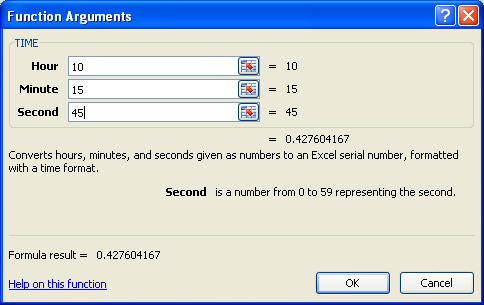 Function Arguments
TIME
Hour 10 = 10
Minute 15 = 15
Second 45 = 45
= 0.427604167
Converts hours, minutes, and seconds given as numbers to an Excel serial number, formatted
with a time format.
Second is a number from 0 to 59 representing the second.
Formula result = 0.427604167
Help on this function OK Cancel